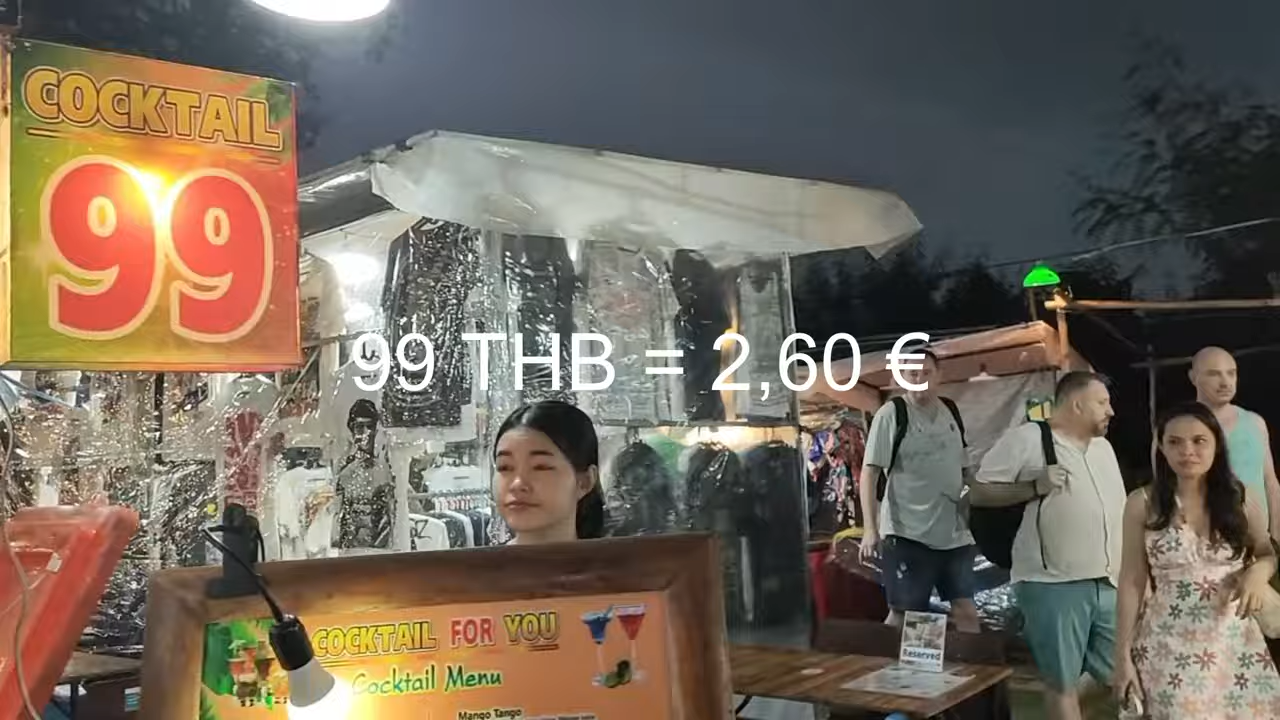 COCKTAIL
99
99 THB = 2,60 €
COCKTAIL FOR YOU
Cocktail Menu
Mango Tango
Reserved